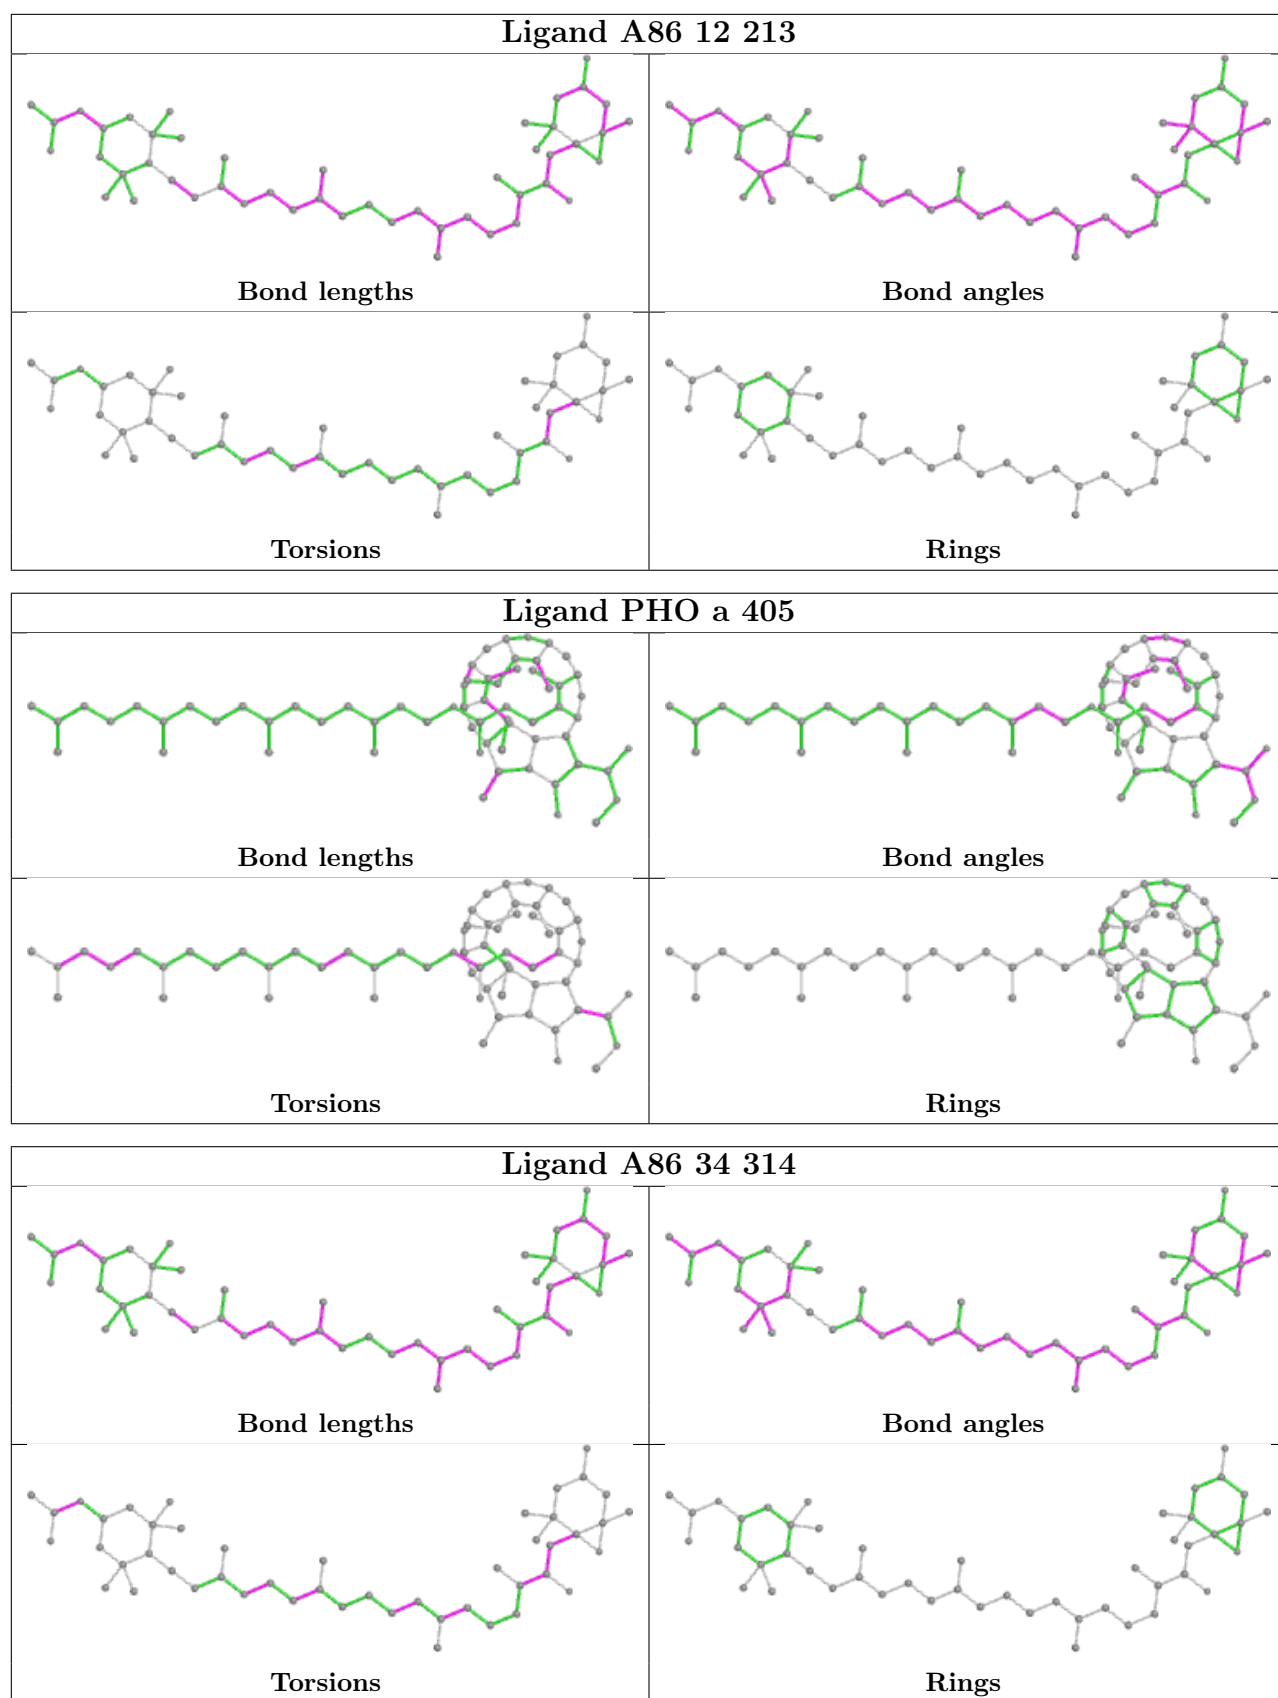 Ligand A86 12 213
Bond lengths
Bond angles
Torsions
Rings
Ligand PHO a 405
Bond lengths
Bond angles
Torsions
Rings
Ligand A86 34 314
Bond lengths
Bond angles
Torsions
Rings